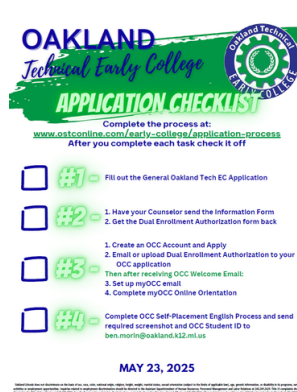 OAKLAND
Technical Early College
Oakland Technical
EARLY COLLEGE
APPLICATION CHECKLIST
Complete the process at:
www.ostconline.com/early-college/application-process
After you complete each task check it off
#1 - Fill out the General Oakland Tech EC Application
#2 - 1. Have your Counselor send the Information Form
2. Get the Dual Enrollment Authorization form back
#3 - 1. Create an OCC Account and Apply
2. Email or upload Dual Enrollment Authorization to your
OCC application
Then after receiving OCC Welcome Email:
3. Set up myOCC email
4. Complete myOCC Online Orientation
#4 - Complete OCC Self-Placement English Process and send
required screenshot and OCC Student ID to
ben.morin@oakland.k12.mi.us
MAY 23, 2025